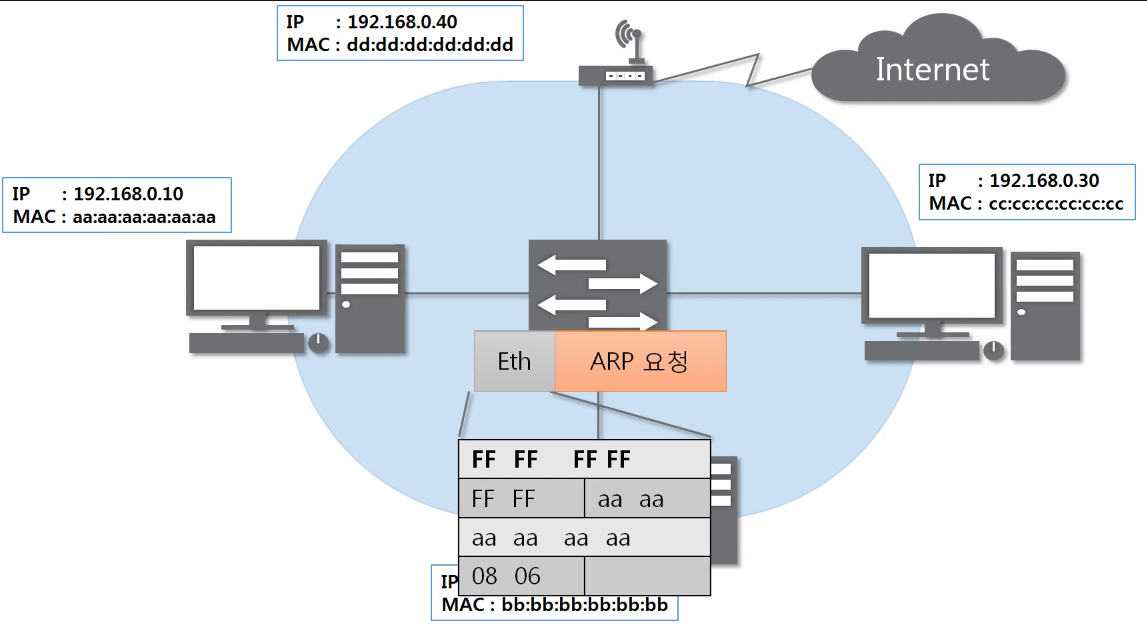 IP : 192.168.0.40
MAC : dd:dd:dd:dd:dd:dd
Internet
IP : 192.168.0.10
MAC : aa:aa:aa:aa:aa:aa
IP : 192.168.0.30
MAC : cc:cc:cc:cc:cc:cc
Eth ARP 요청
FF FF FF FF
FF FF aa aa
aa aa aa aa
08 06
IP
MAC : bb:bb:bb:bb:bb:bb